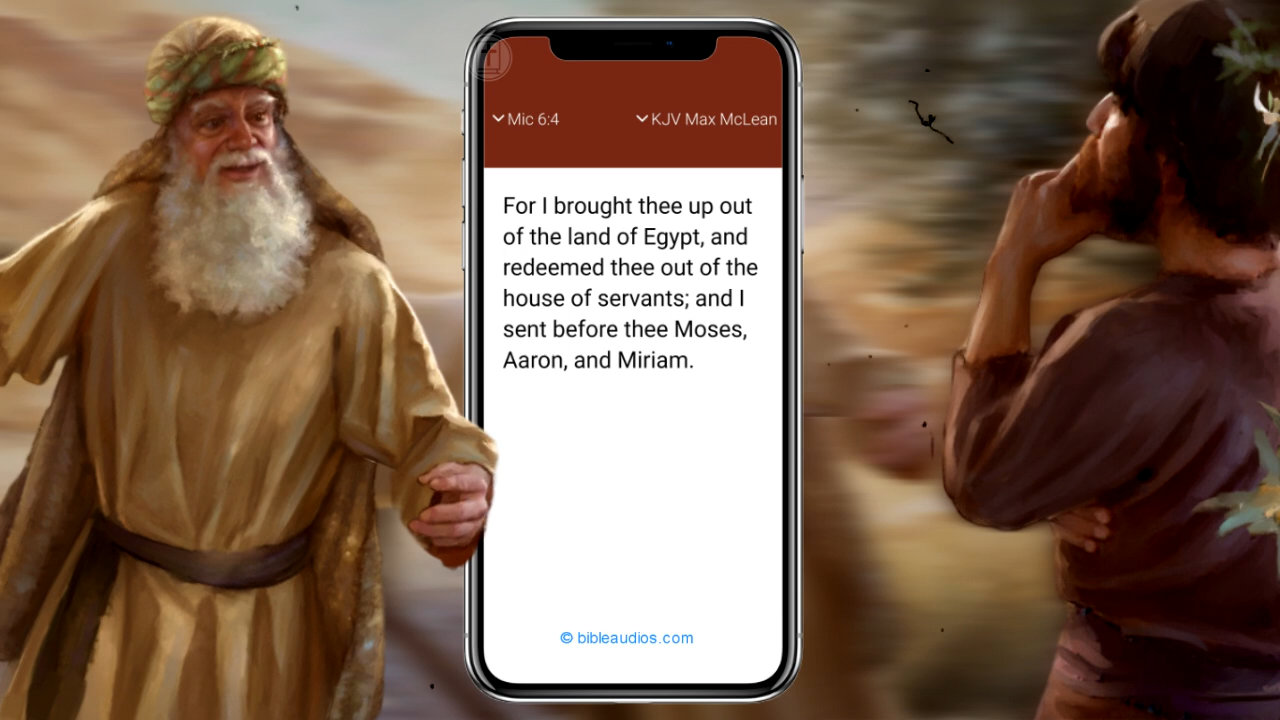 Mic 6:4
KJV Max McLean
For I brought thee up out
of the land of Egypt, and
redeemed thee out of the
house of servants; and I
sent before thee Moses,
Aaron, and Miriam.
© bibleaudios.com